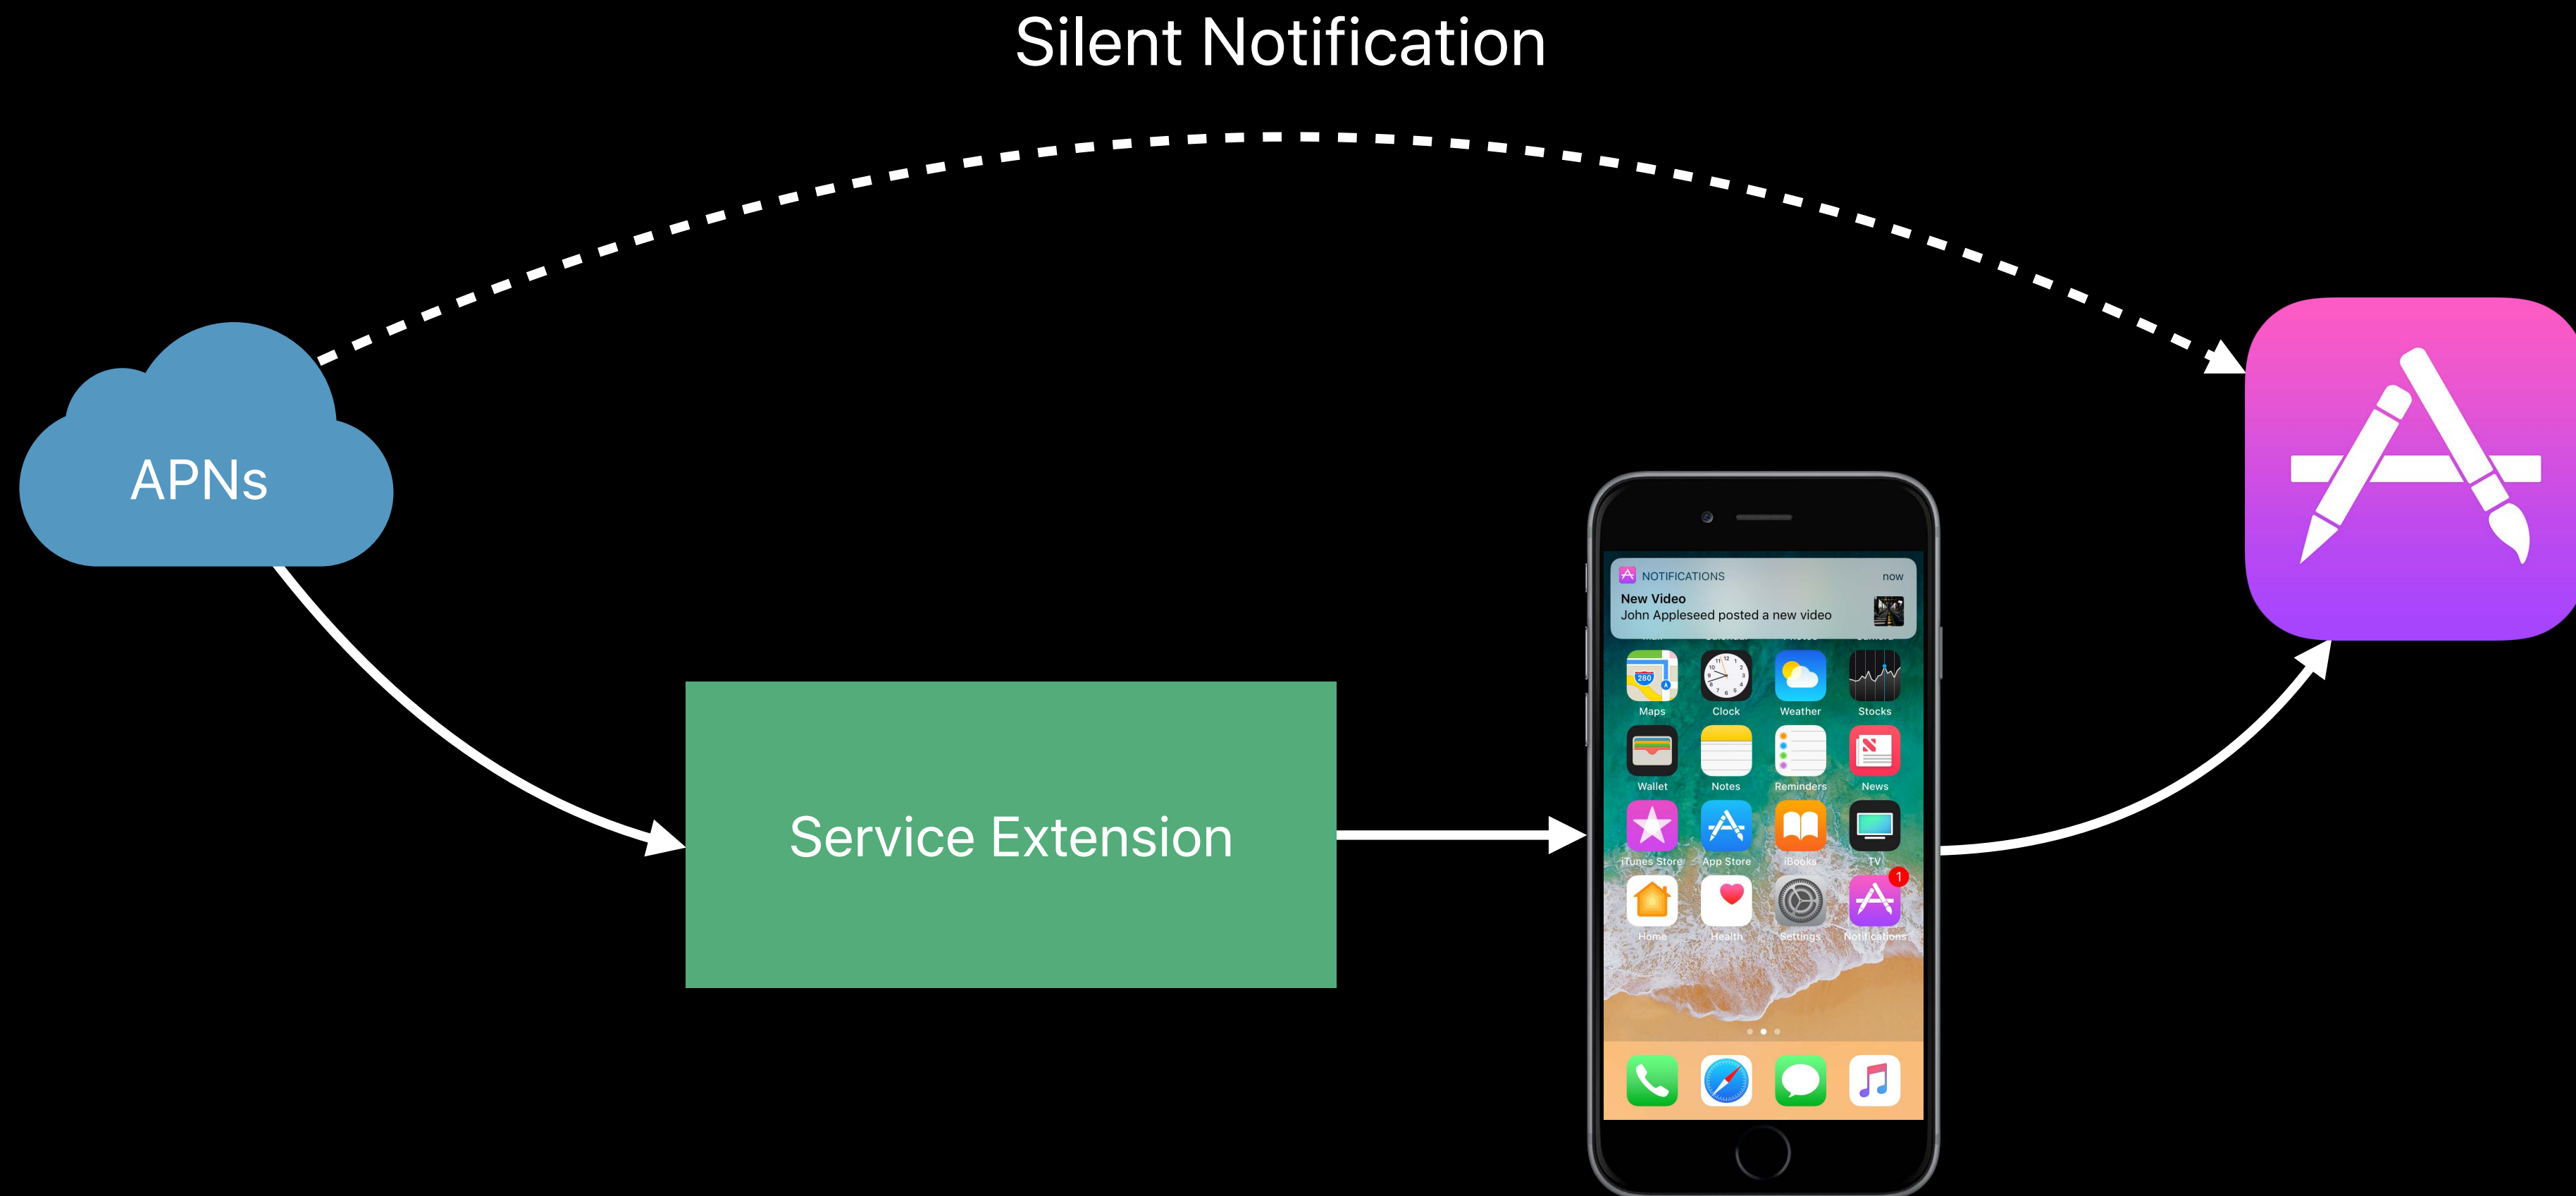 Silent Notification
APNs
Service Extension
NOTIFICATIONS
now
New Video
John Appleseed posted a new video
280
Maps
Clock
Weather
Stocks
Wallet
Notes
Reminders
News
iTunes Store
App Store
iBooks
TV
1
Home
Health
Settings
Notifications